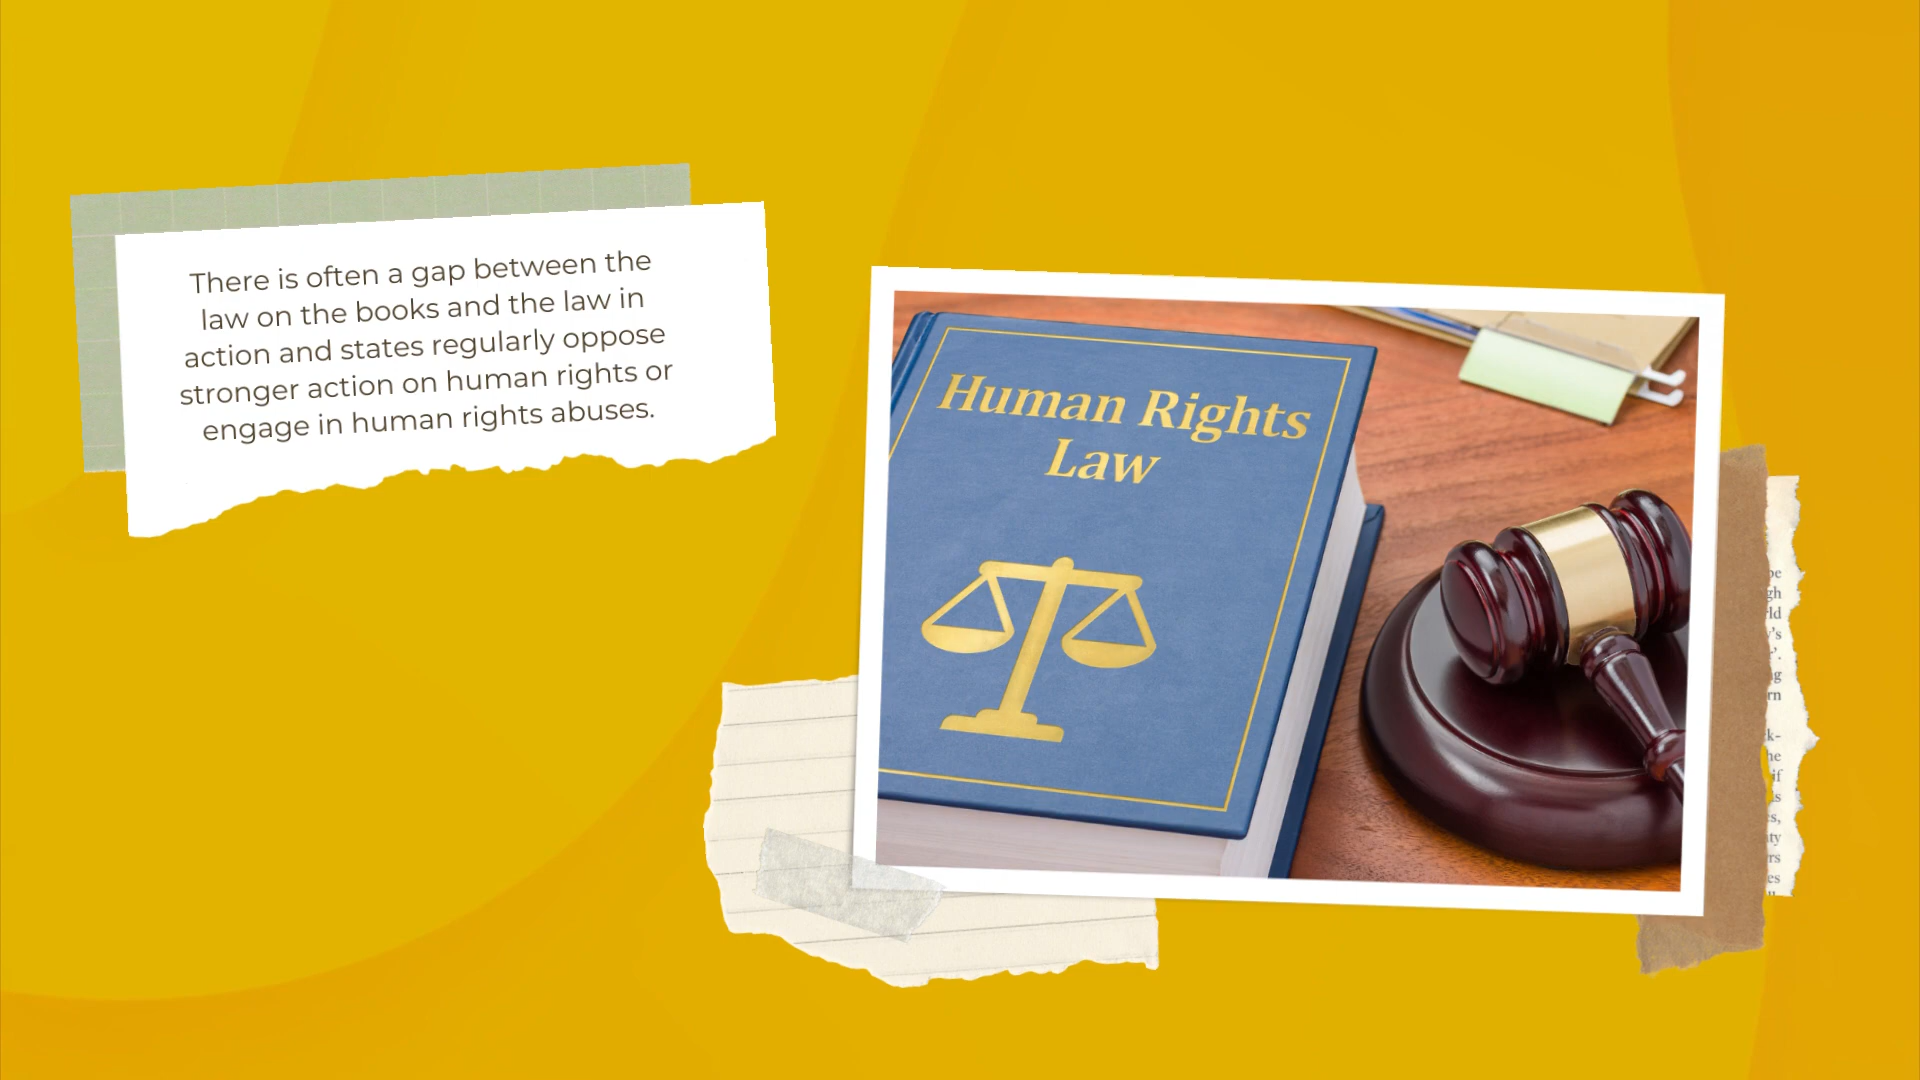 There is often a gap between the
law on the books and the law in
action and states regularly oppose
stronger action on human rights or
engage in human rights abuses.
Human Rights
Law